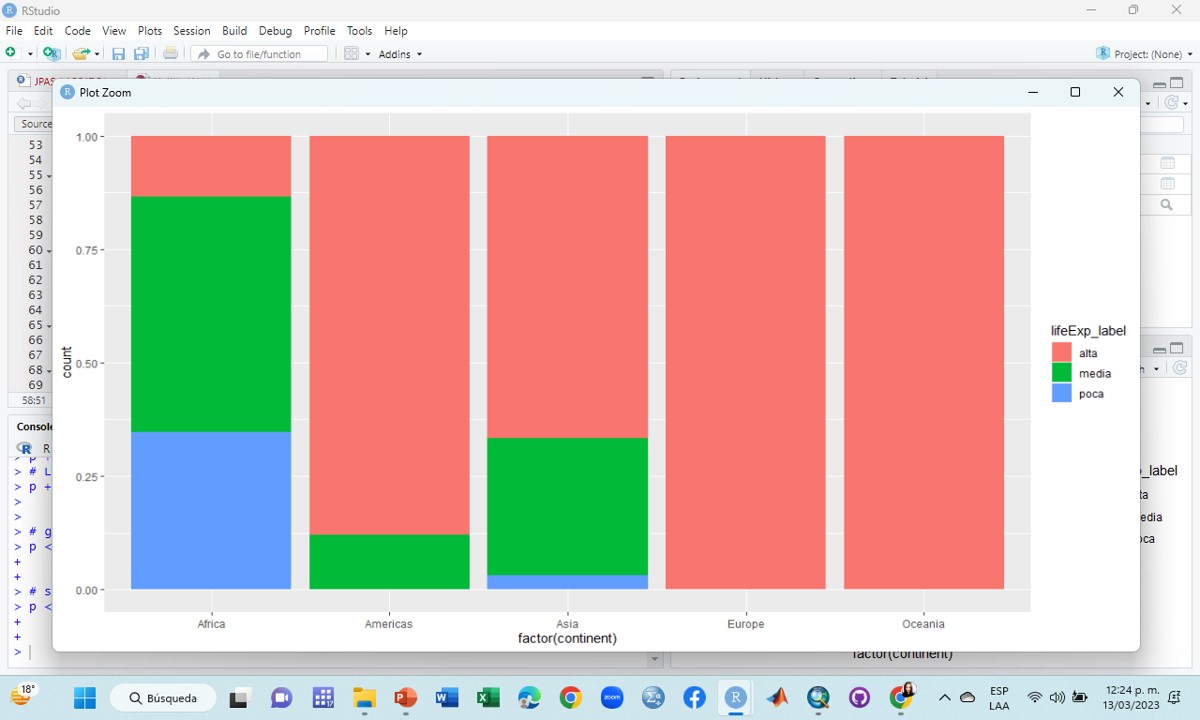 RStudio
File Edit Code View Plots Session Build Debug Profile Tools Help
Go to file/function
Addins
Project: (None)
Plot Zoom
Source
53
54
55
56
57
58
59
60
61
62
63
64
65
66
67
68
69
58:51
Console
R
> # L
> p +
>
>
> # g
> p <
+
+
> # s
> p <
+
+
>
1.00
0.75
0.50
0.25
0.00
count
Africa Americas Asia Europe Oceania
factor(continent)
lifeExp_label
alta
media
poca
_label
ta
edia
oca
factor(continent)
18°
Búsqueda
zoom
ESP
LAA
12:24 p. m.
13/03/2023